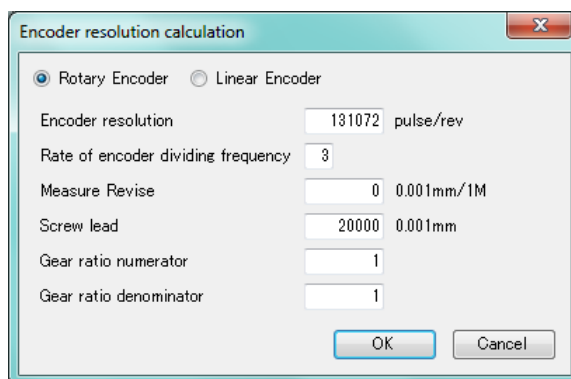 Encoder resolution calculation
Rotary Encoder Linear Encoder
Encoder resolution 131072 pulse/rev
Rate of encoder dividing frequency 3
Measure Revise 0 0.001mm/1M
Screw lead 20000 0.001mm
Gear ratio numerator 1
Gear ratio denominator 1
OK Cancel